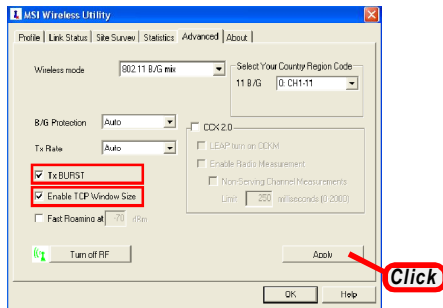 MSI Wireless Utility
Profile | Link Status | Site Survey | Statistics | Advanced | About |
Wireless mode
802.11 B/G mix
Select Your Country Region Code
11 B/G
0: CH1-11
B/G Protection
Auto
Tx Rate
Auto
CCX 2.0
LEAP turn on CCKM
Enable Radio Measurement
Non-Serving Channel Measurements
Limit 250 milliseconds (0-2000)
Tx BURST
Enable TCP Window Size
Fast Roaming at -70 dBm
Turn off RF
Apply
Click
OK
Help